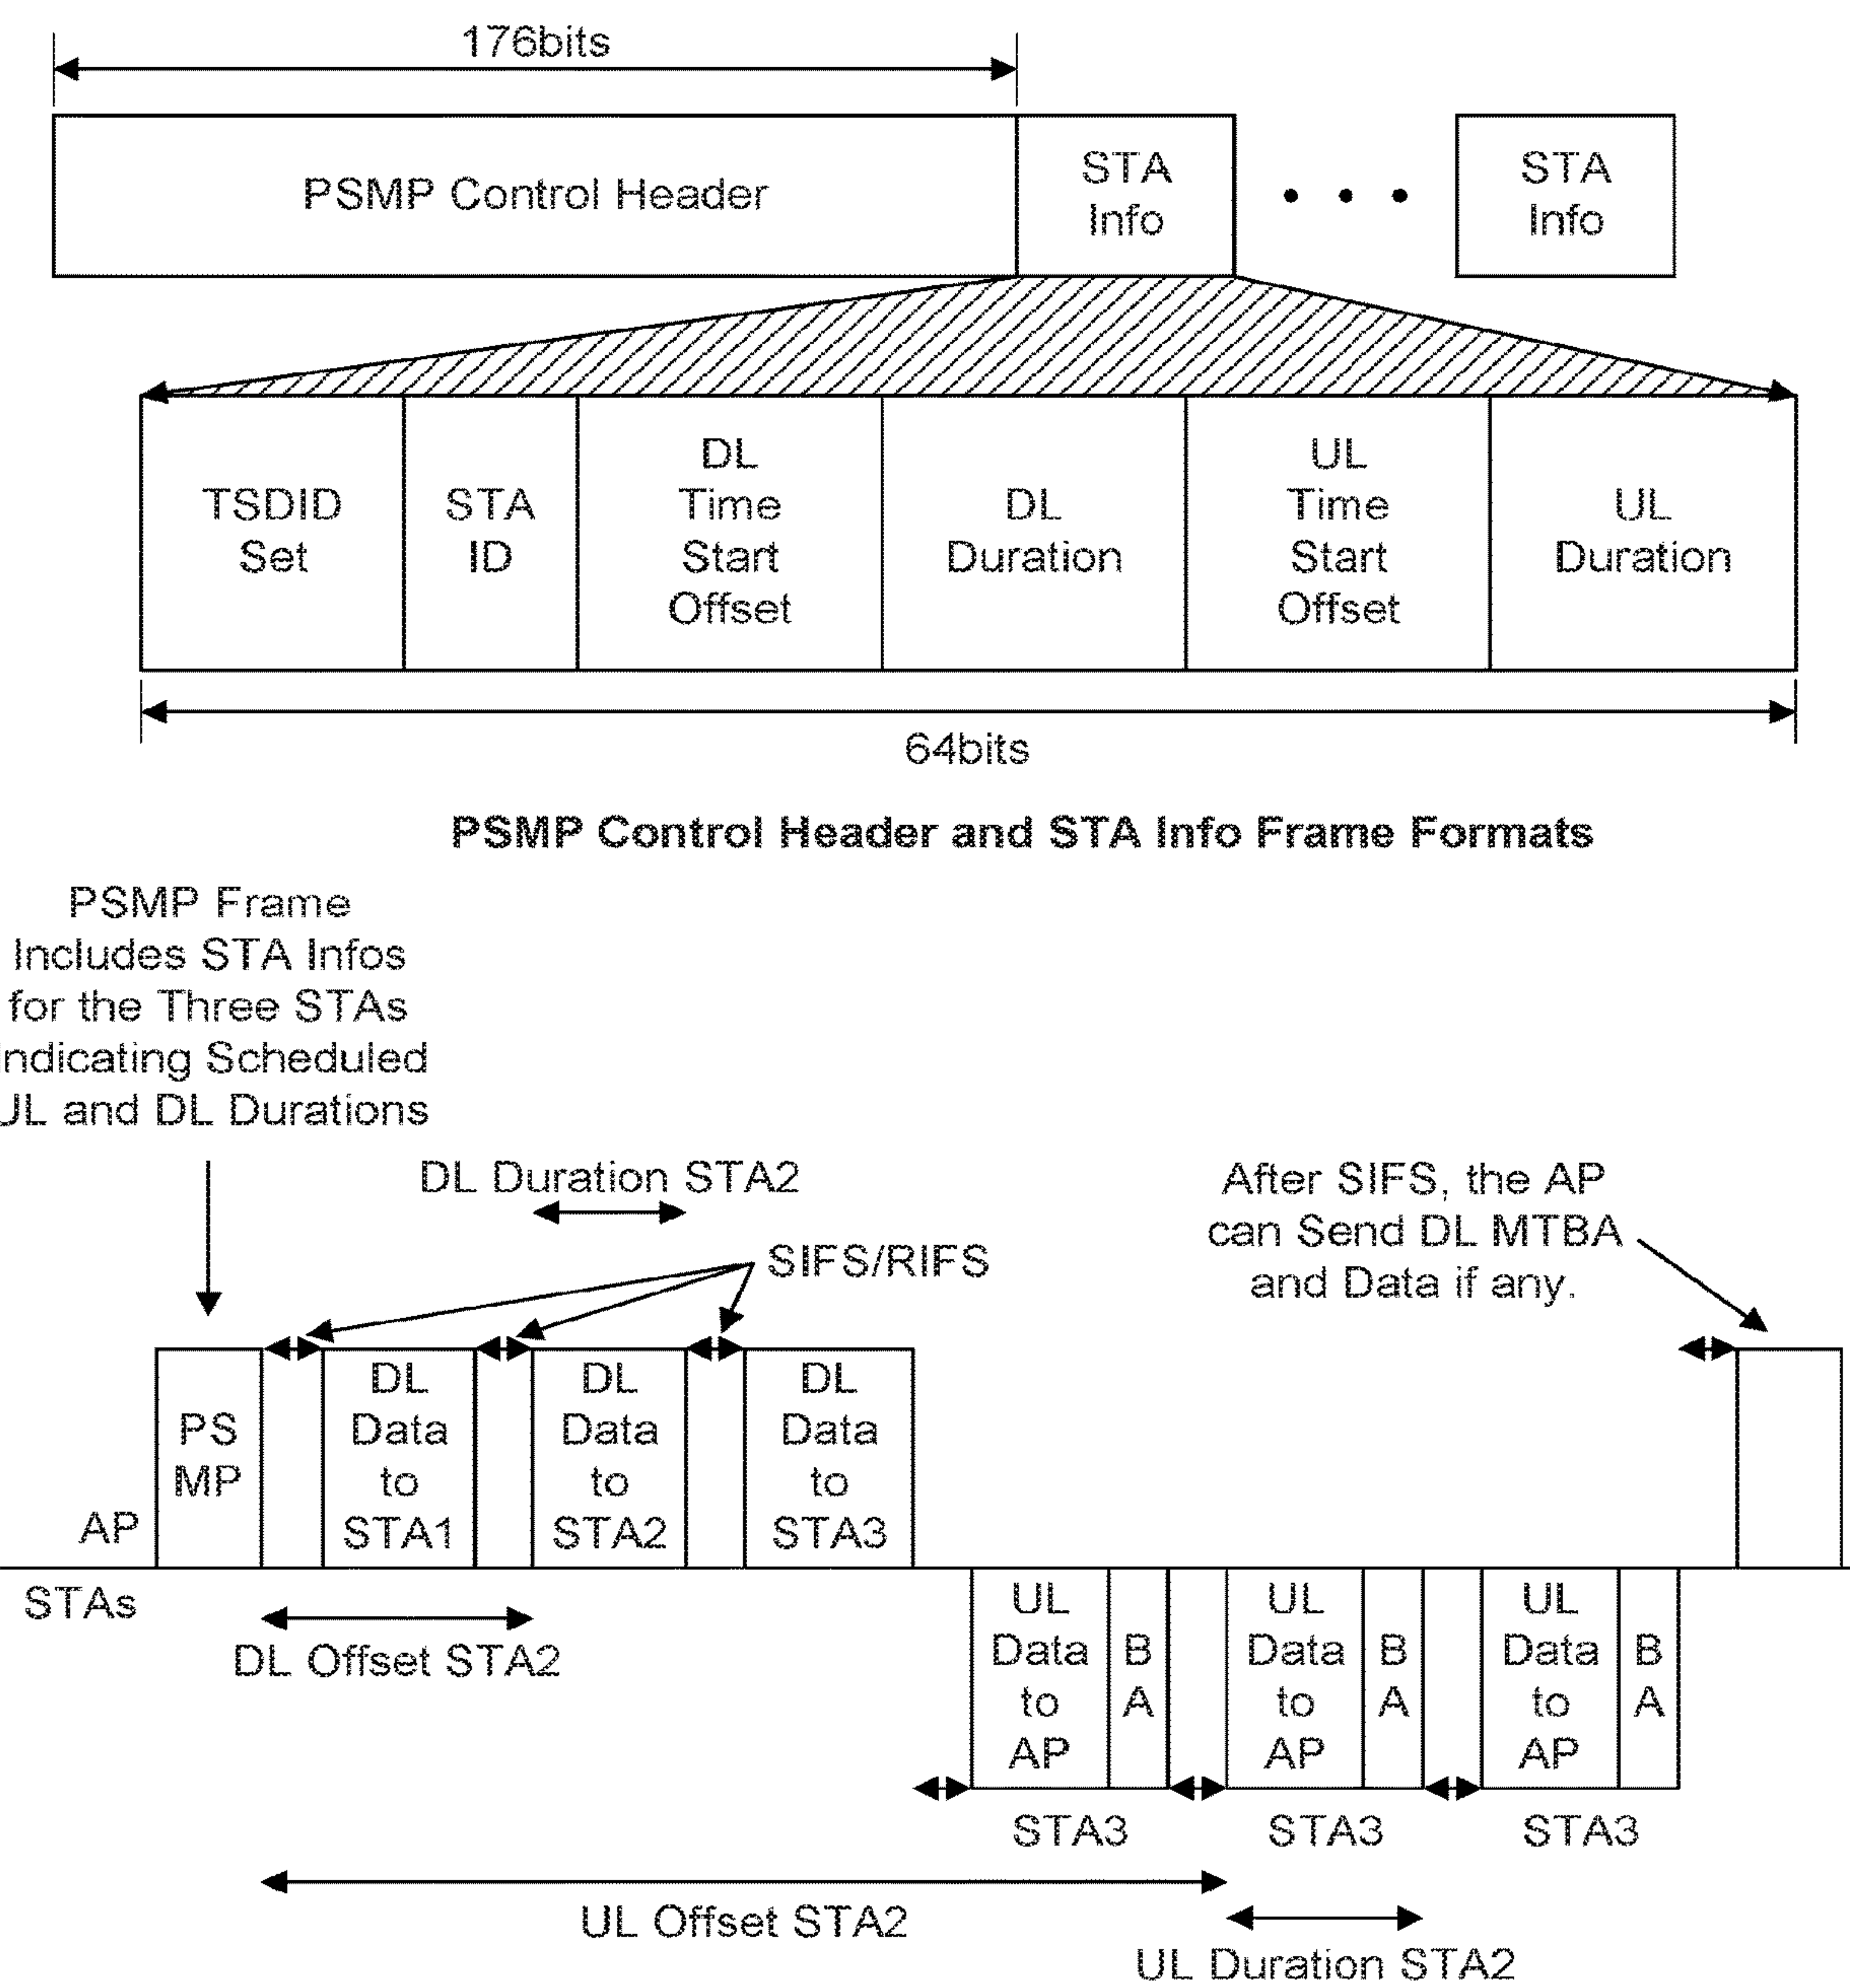 176bits
PSMP Control Header
STA
Info
STA
Info
TSDID
Set
STA
ID
DL
Time
Start
Offset
DL
Duration
UL
Time
Start
Offset
UL
Duration
64bits
PSMP Control Header and STA Info Frame Formats
PSMP Frame
Includes STA Infos
for the Three STAs
Indicating Scheduled
UL and DL Durations
DL Duration STA2
SIFS/RIFS
After SIFS, the AP
can Send DL MTBA
and Data if any.
AP
PS
MP
DL
Data
to
STA1
DL
Data
to
STA2
DL
Data
to
STA3
STAs
DL Offset STA2
UL
Data
to
AP
B
A
UL
Data
to
AP
B
A
UL
Data
to
AP
B
A
STA3
STA3
STA3
UL Offset STA2
UL Duration STA2